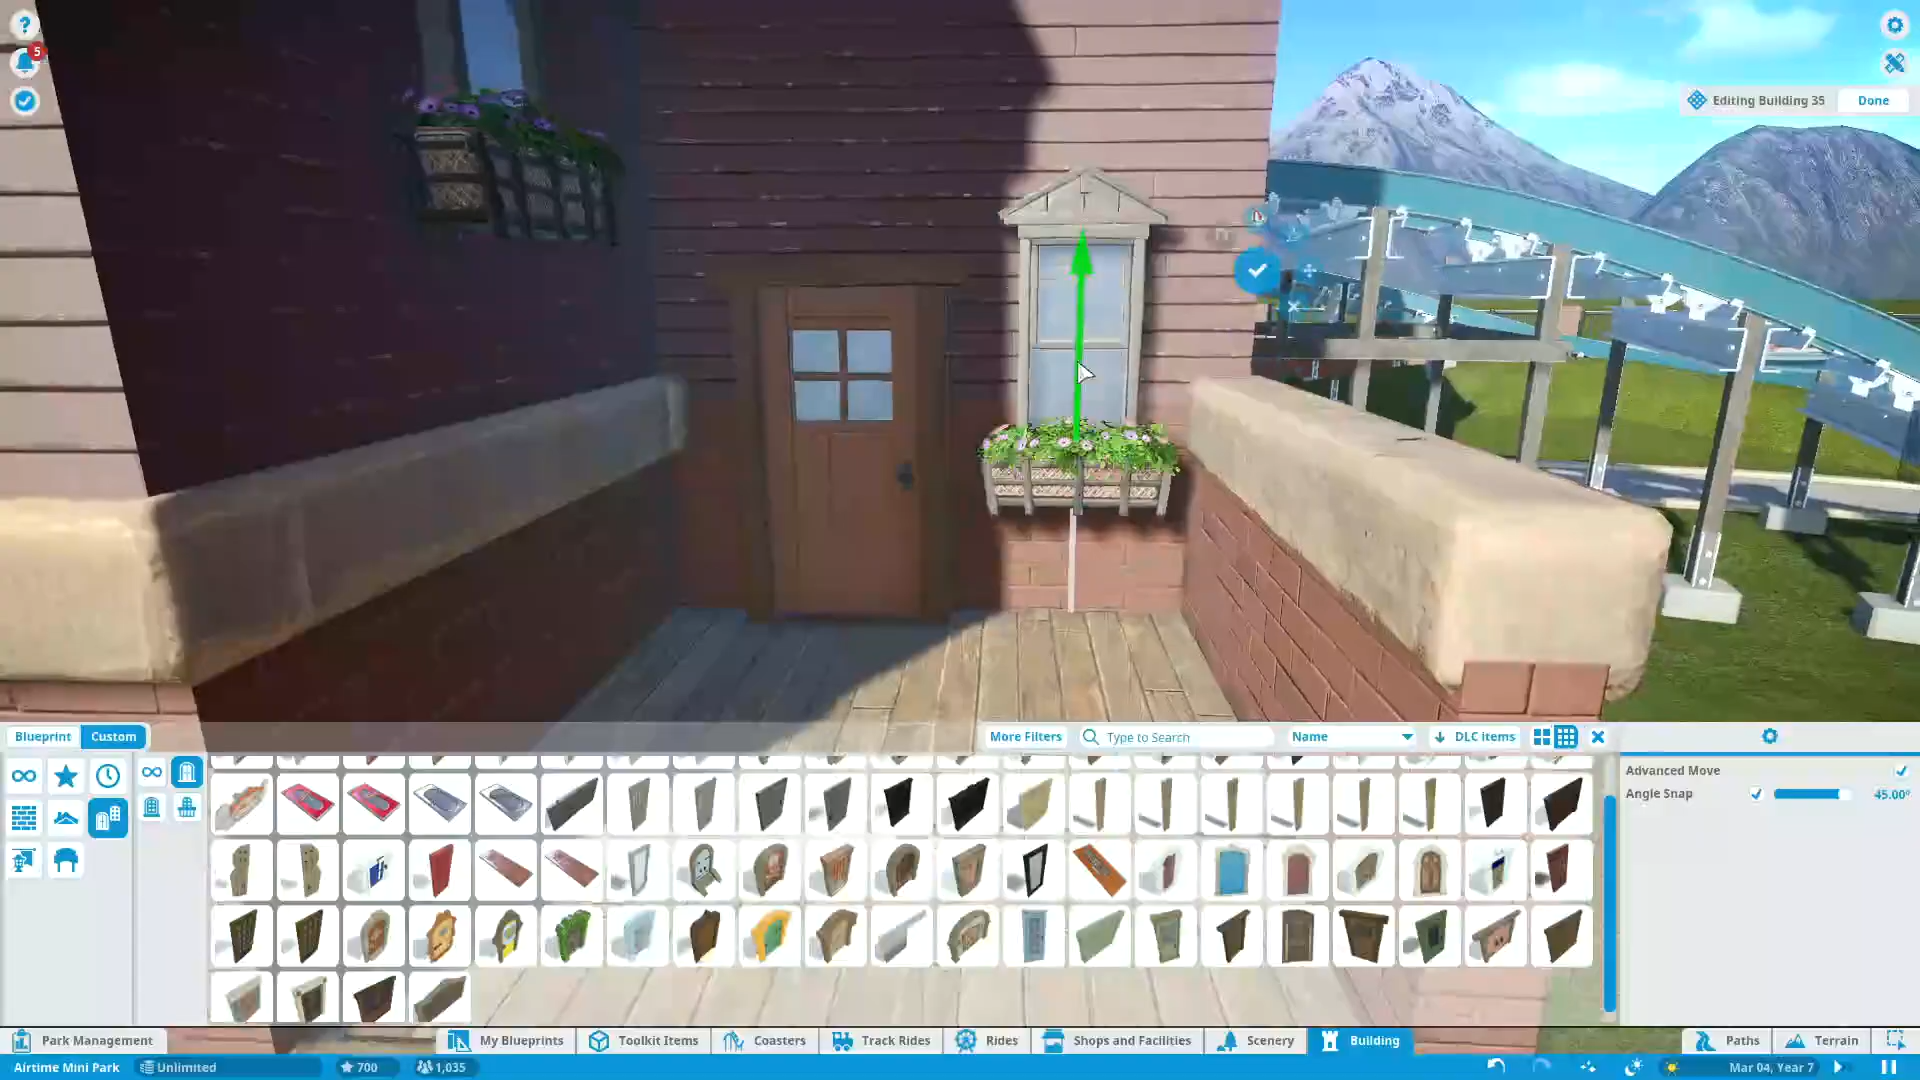 ?
5
Editing Building 35
Done
Blueprint
Custom
More Filters
Type to Search
Name
DLC items
Advanced Move
Angle Snap
45.00°
Park Management
My Blueprints
Toolkit Items
Coasters
Track Rides
Rides
Shops and Facilities
Scenery
Building
Paths
Terrain
Airtime Mini Park
Unlimited
700
1,035
Mar 04, Year 7